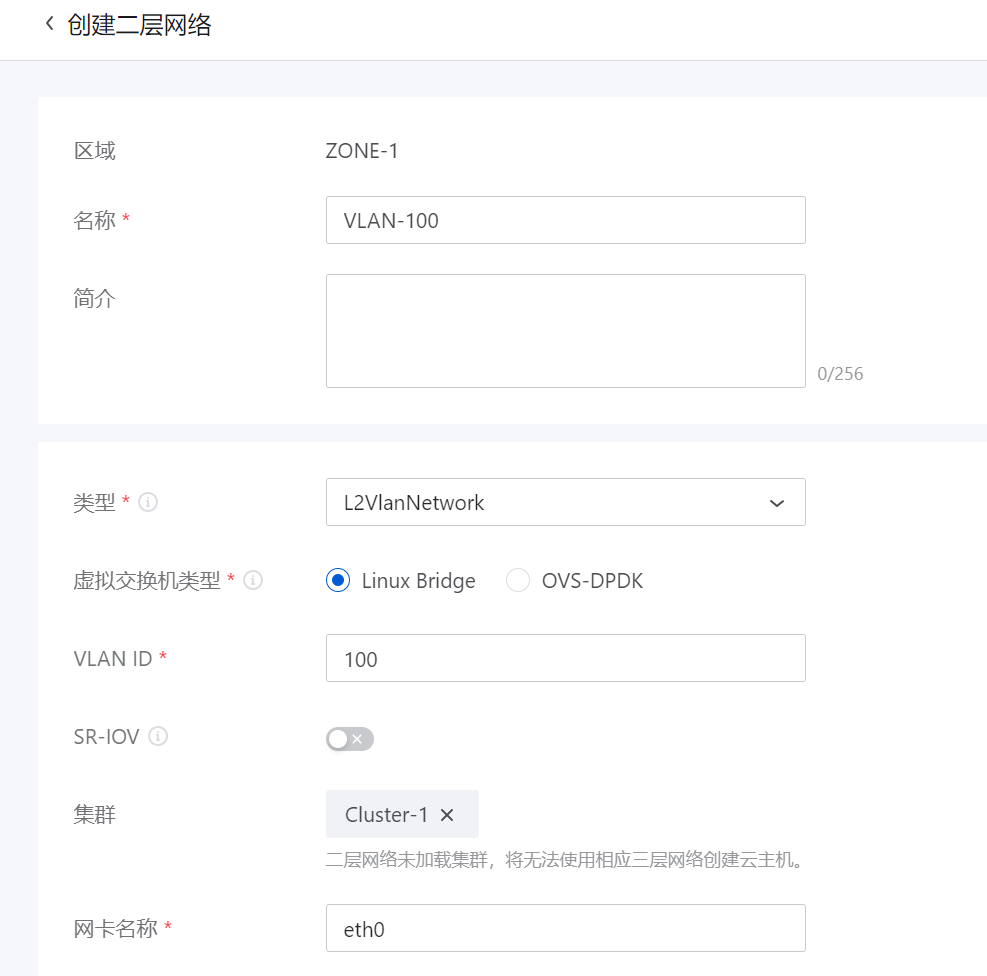 创建二层网络
区域 ZONE-1
名称 * VLAN-100
简介
0/256
类型 * L2VlanNetwork
虚拟交换机类型 * Linux Bridge OVS-DPDK
VLAN ID * 100
SR-IOV
集群 Cluster-1
二层网络未加载集群，将无法使用相应三层网络创建云主机。
网卡名称 * eth0